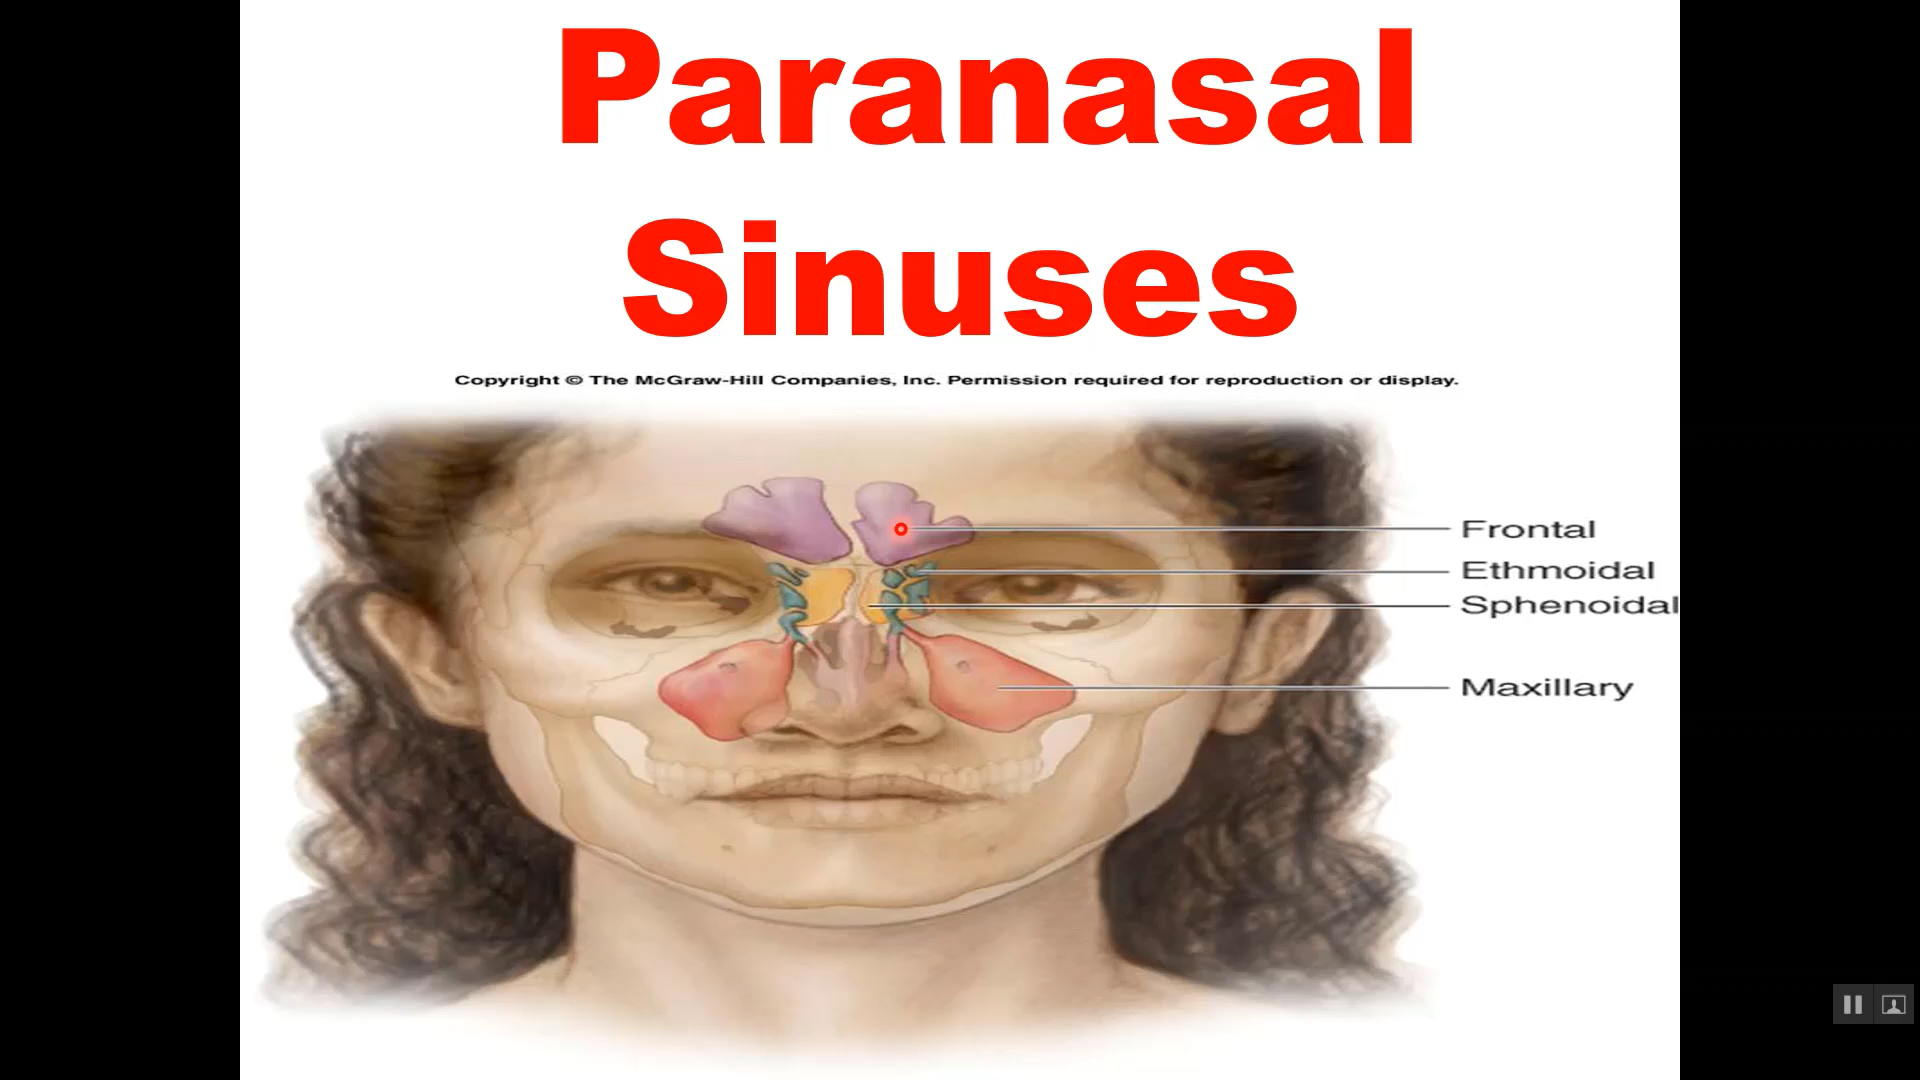 Paranasal
Sinuses
Copyright © The McGraw-Hill Companies, Inc. Permission required for reproduction or display.
Frontal
Ethmoidal
Sphenoidal
Maxillary